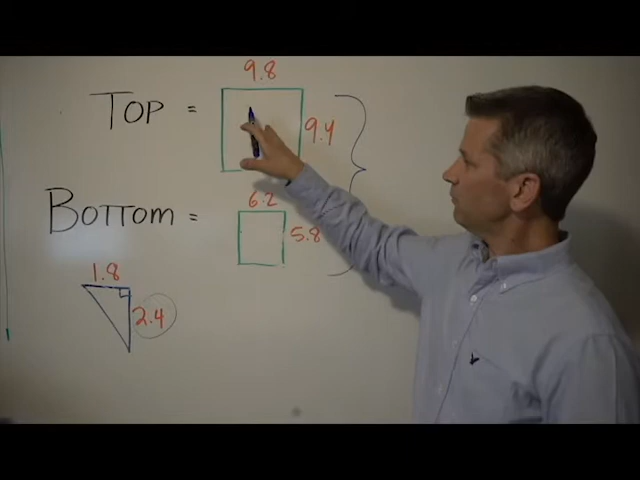 9.8
Top = 9.4
6.2
Bottom = 5.8
1.8
2.4